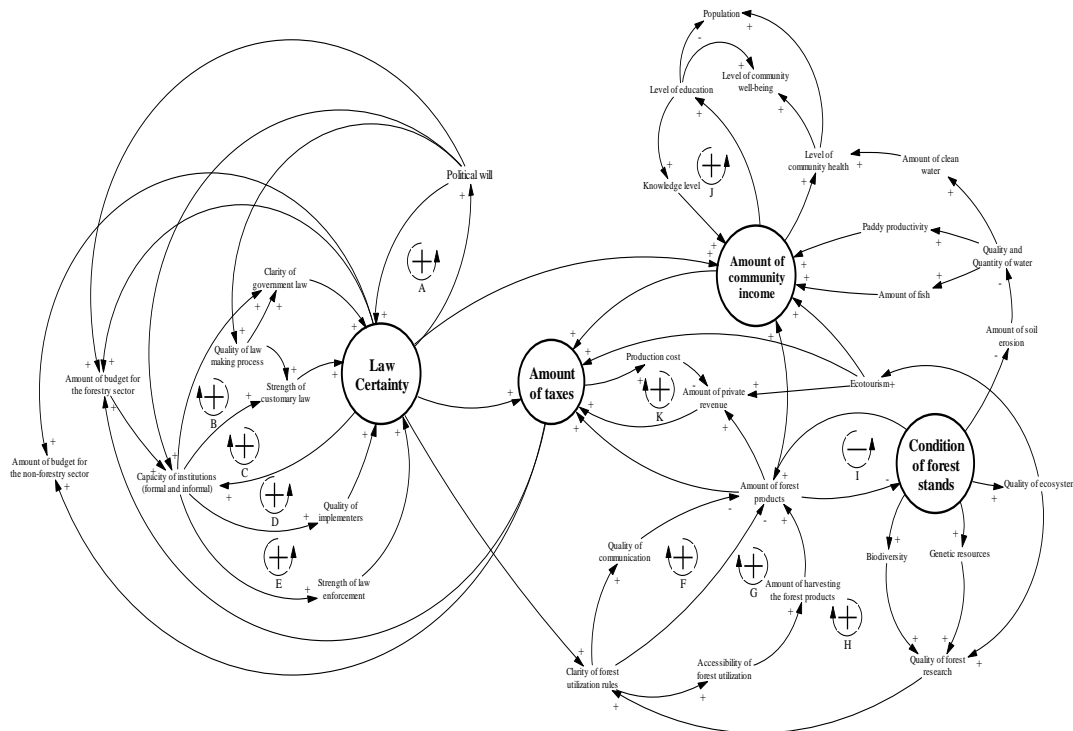 Population
Level of community
well-being
Level of education
Level of
community health
Amount of clean
water
Knowledge level
J
Political will
Paddy productivity
Quality and
Quantity of water
Amount of
community
income
Amount of fish
A
Clarity of
government law
Amount of soil
erosion
Quality of law
making process
Law
Certainty
Amount
of taxes
Production cost
Amount of private
revenue
K
Ecotourism
Amount of budget for
the forestry sector
Strength of
customary law
B
C
Condition
of forest
stands
Amount of budget for
the non-forestry sector
Capacity of institutions
(formal and informal)
D
I
Amount of forest
products
Quality of ecosystem
Quality of
implementers
E
Quality of
communication
F
G
Biodiversity
Genetic resources
Strength of law
enforcement
Amount of harvesting
the forest products
H
Clarity of forest
utilization rules
Accessibility of
forest utilization
Quality of forest
research